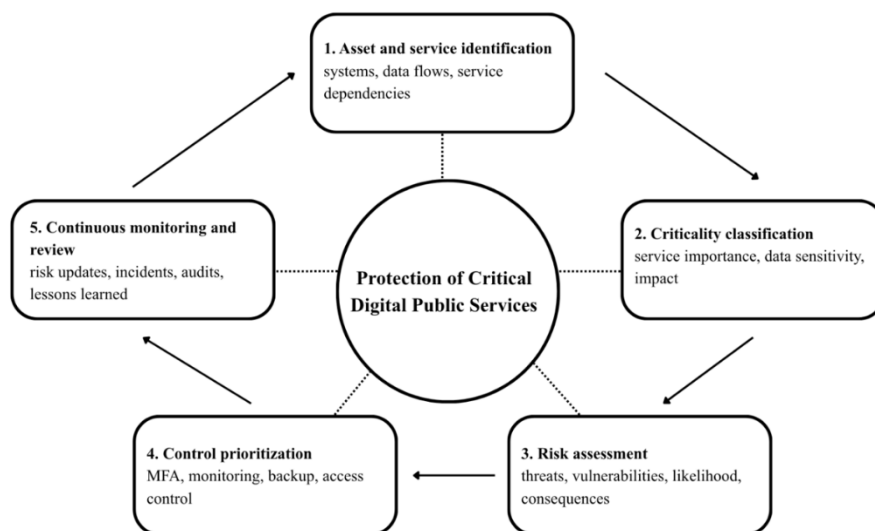 1. Asset and service identification
systems, data flows, service
dependencies
5. Continuous monitoring and
review
risk updates, incidents, audits,
lessons learned
Protection of Critical
Digital Public Services
2. Criticality classification
service importance, data sensitivity,
impact
4. Control prioritization
MFA, monitoring, backup, access
control
3. Risk assessment
threats, vulnerabilities, likelihood,
consequences